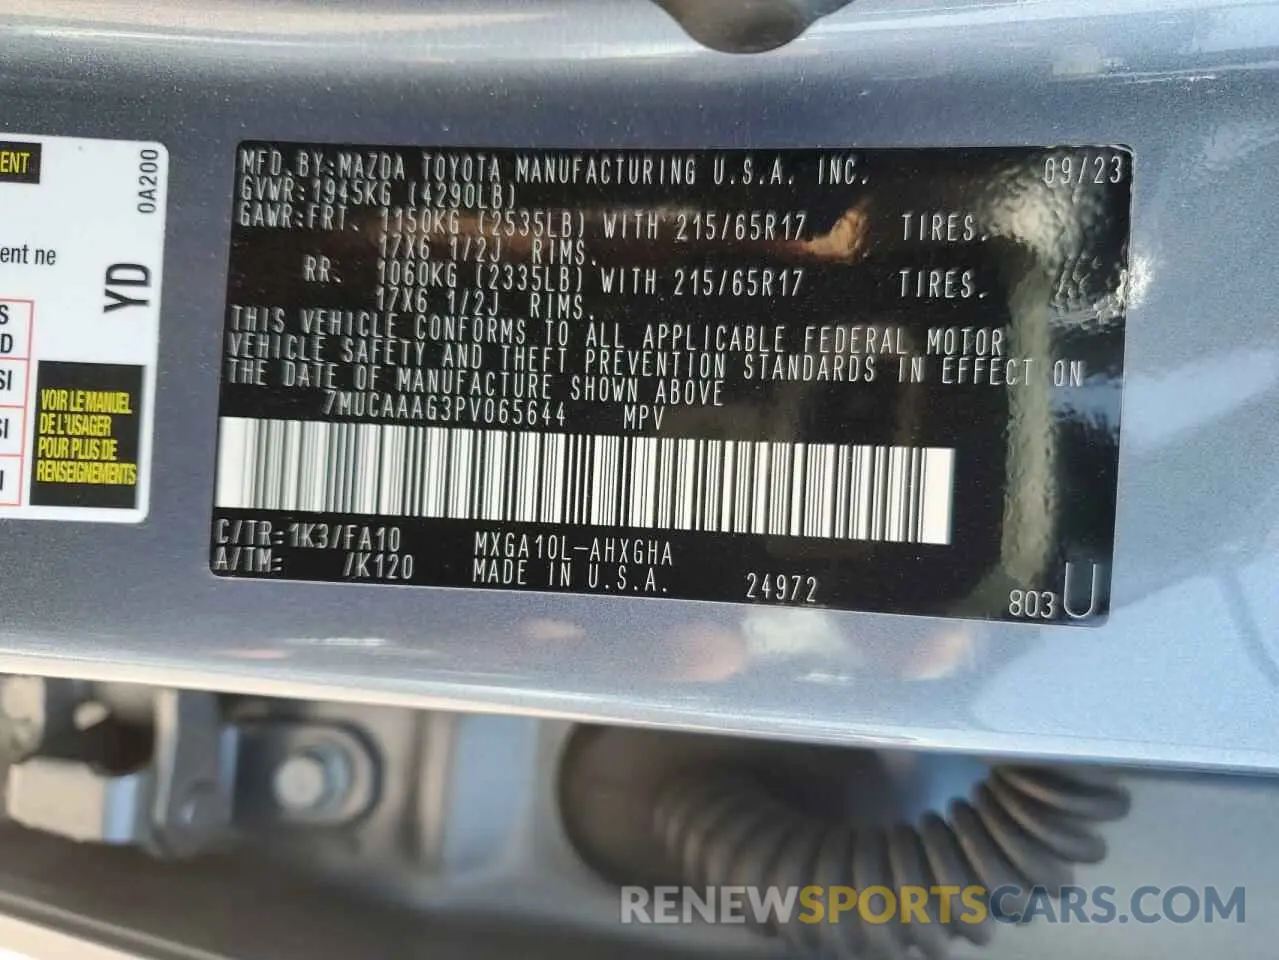 ENT
0A200
ent ne
YD
S
D
SI
SI
VOIR LE MANUEL
DE L'USAGER
POUR PLUS DE
RENSEIGNEMENTS
MFD.BY:MAZDA TOYOTA MANUFACTURING U.S.A. INC. 09/23
GVWR:1945KG (4290LB)
GAWR:FRT. 1150KG (2535LB) WITH 215/65R17 TIRES.
17X6 1/2J RIMS.
RR. 1060KG (2335LB) WITH 215/65R17 TIRES.
17X6 1/2J RIMS.
THIS VEHICLE CONFORMS TO ALL APPLICABLE FEDERAL MOTOR
VEHICLE SAFETY AND THEFT PREVENTION STANDARDS IN EFFECT ON
THE DATE OF MANUFACTURE SHOWN ABOVE
7MUCAAAG3PV065644 MPV
C/TR:1K3/FA10 MXGA10L-AHXGHA
A/TM: /K120 MADE IN U.S.A. 24972
803U
RENEWSPORTSCARS.COM